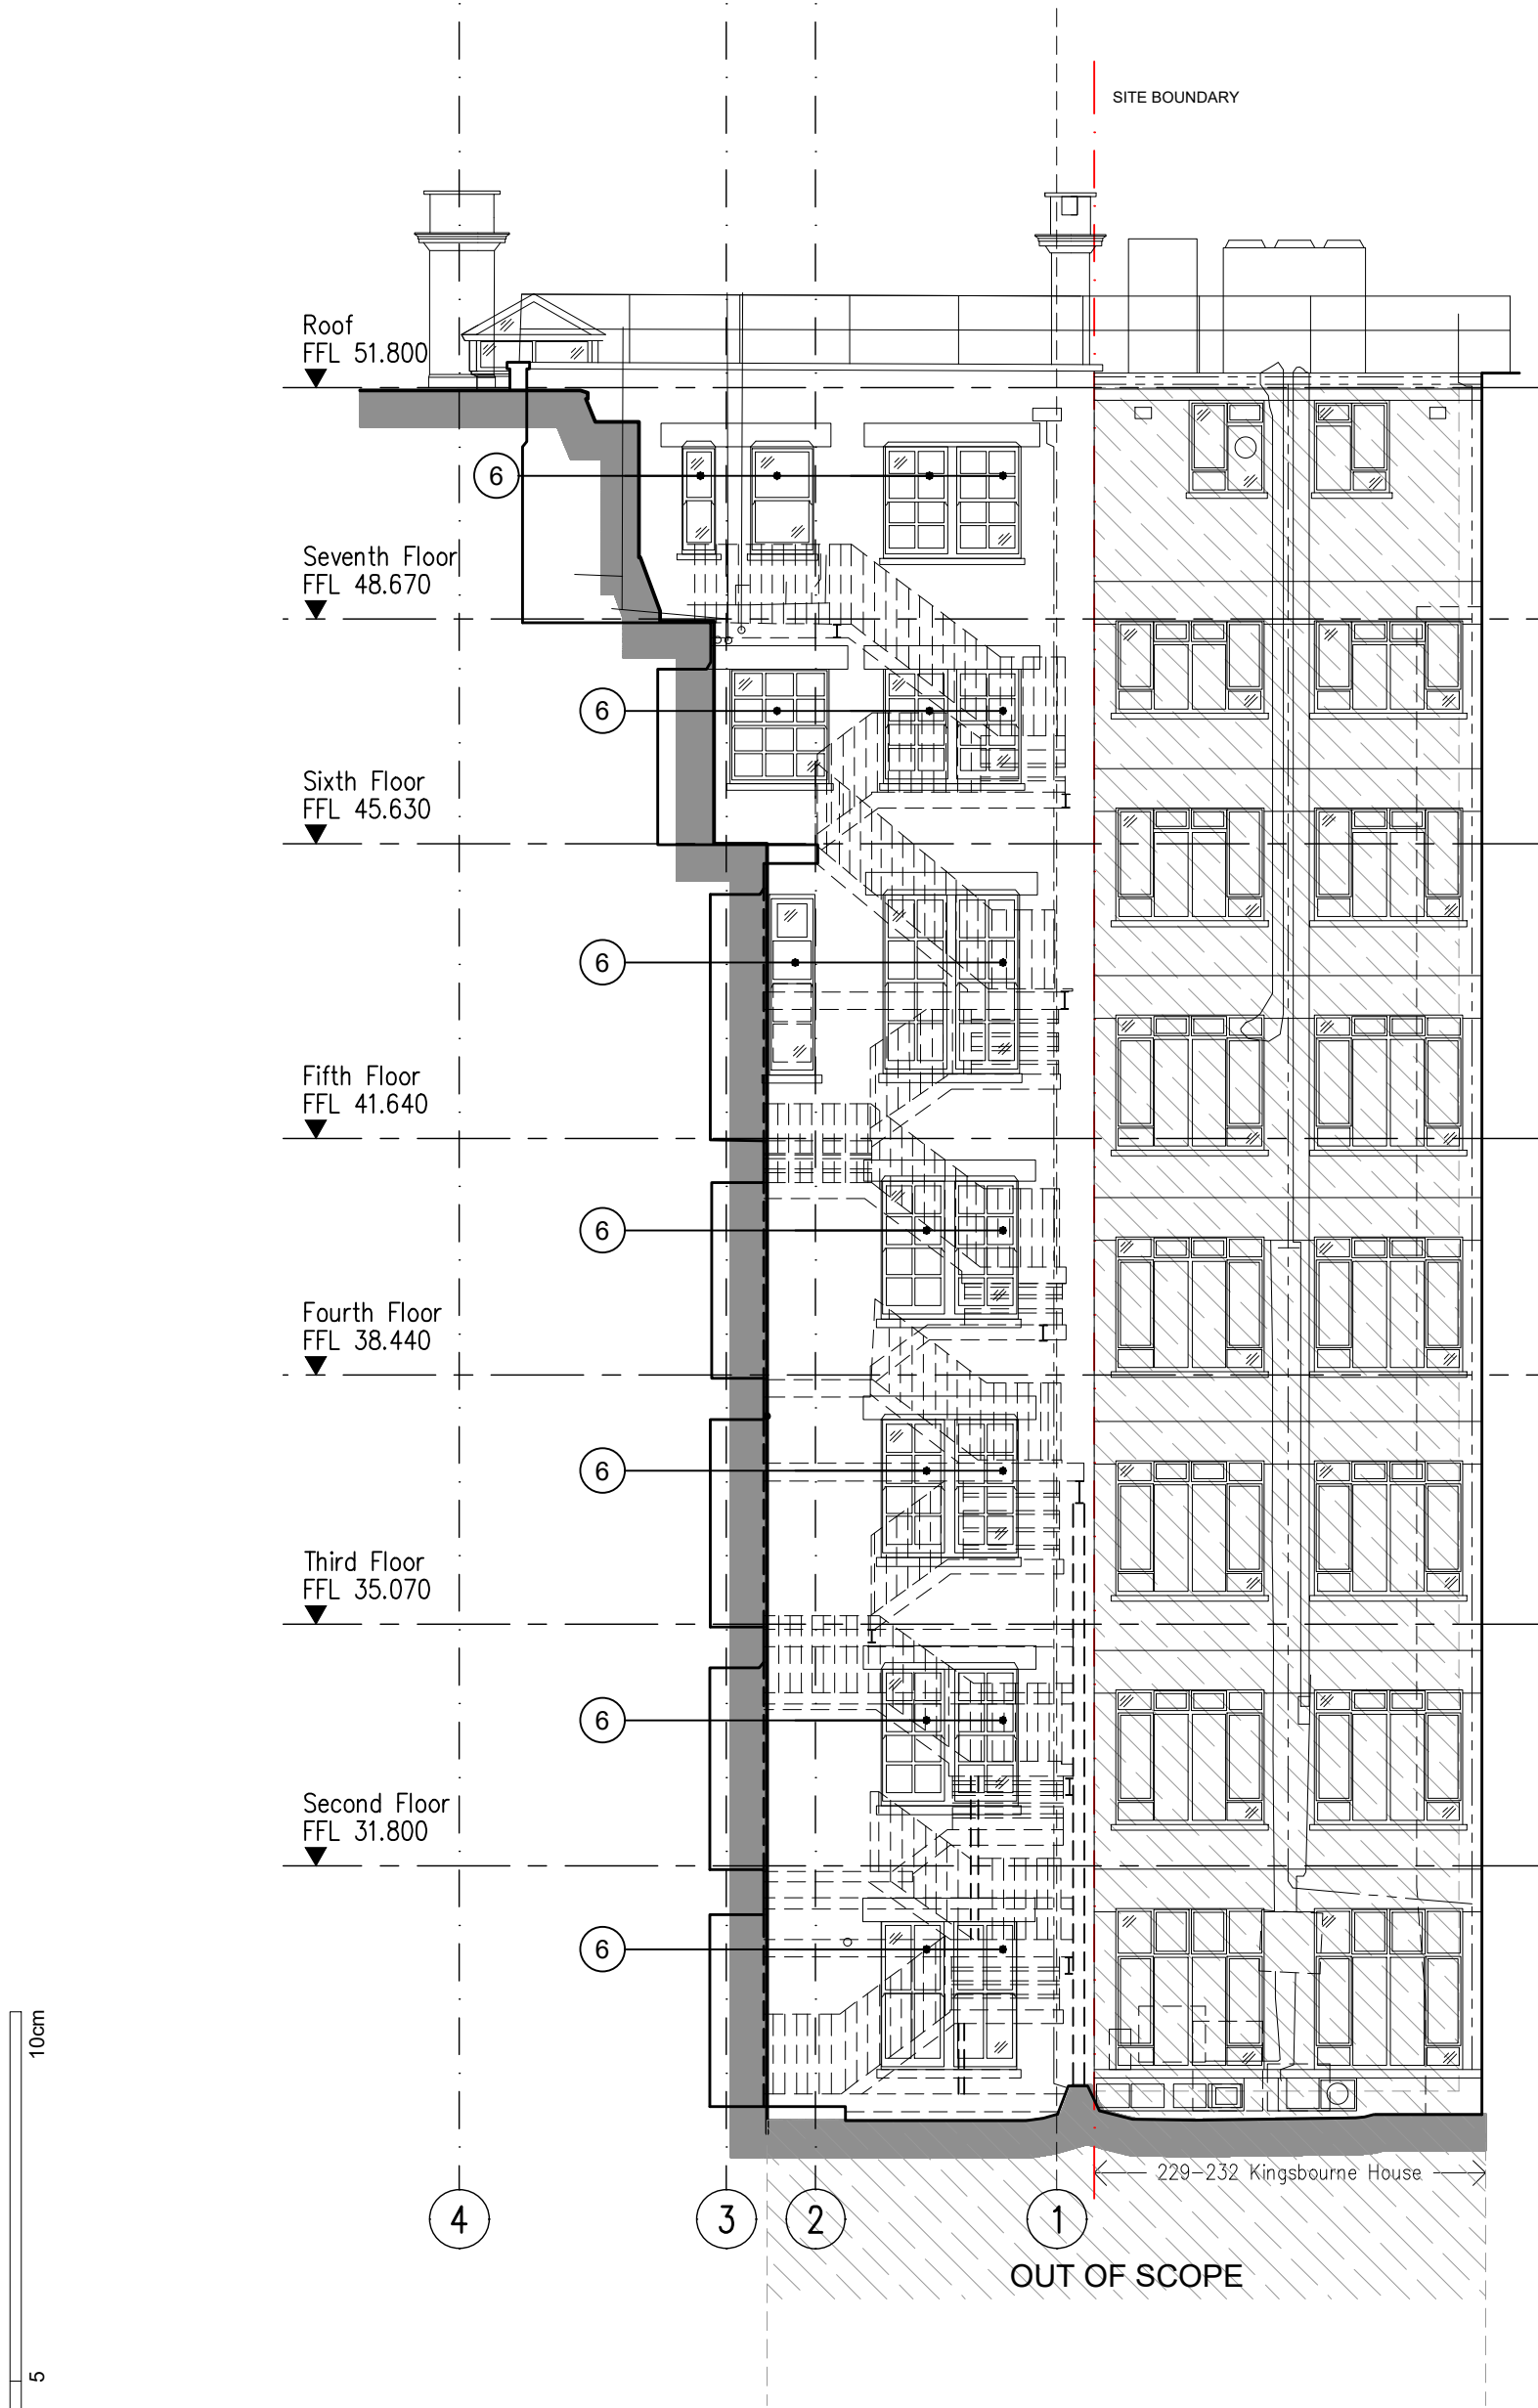 SITE BOUNDARY
Roof
FFL 51.800
6
Seventh Floor
FFL 48.670
6
Sixth Floor
FFL 45.630
6
Fifth Floor
FFL 41.640
6
Fourth Floor
FFL 38.440
6
Third Floor
FFL 35.070
6
Second Floor
FFL 31.800
6
10cm
229-232 Kingsbourne House
4
3
2
1
OUT OF SCOPE
5